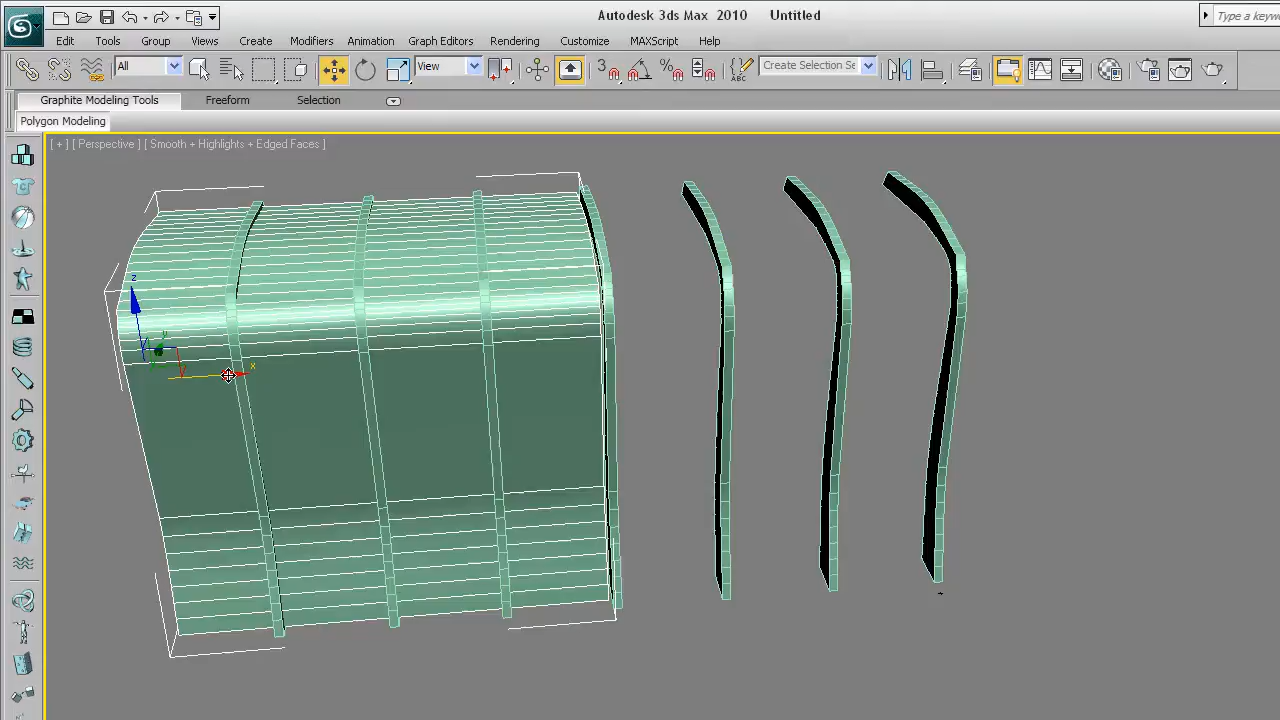 Autodesk 3ds Max 2010 Untitled
Type a keyw
Edit Tools Group Views Create Modifiers Animation Graph Editors Rendering Customize MAXScript Help
All View 3 Create Selection Se
Graphite Modeling Tools Freeform Selection
Polygon Modeling
[ + ] [ Perspective ] [ Smooth + Highlights + Edged Faces ]
z
y
x